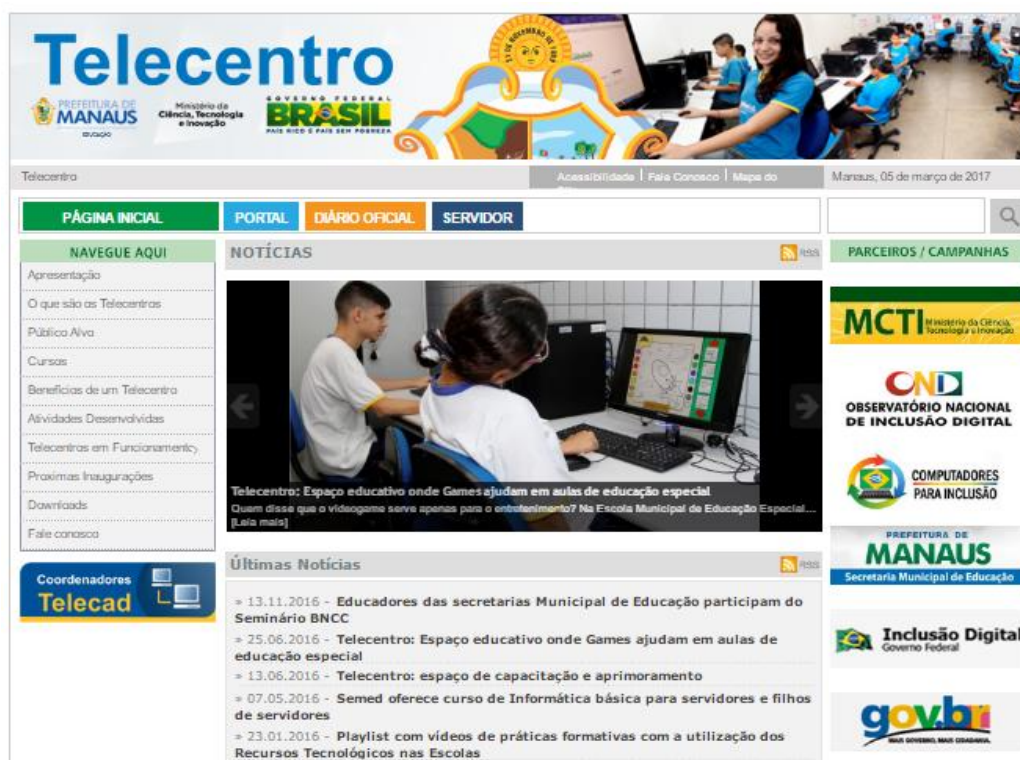 Telecentro
PREFEITURA DE
MANAUS
EDUCAÇÃO
Ministério da
Ciência, Tecnologia
e Inovação
GOVERNO FEDERAL
BRASIL
PAÍS RICO É PAÍS SEM POBREZA
Telecentro
Acessibilidade | Fale Conosco | Mapa do
Manaus, 05 de março de 2017
PÁGINA INICIAL
PORTAL
DIÁRIO OFICIAL
SERVIDOR
NAVEGUE AQUI
Apresentação
O que são os Telecentros
Público Alvo
Cursos
Benefícios de um Telecentro
Atividades Desenvolvidas
Telecentros em Funcionamento
Proximas Inaugurações
Downloads
Fale conosco
Coordenadores
Telecad
NOTÍCIAS
RSS
Telecentro: Espaço educativo onde Games ajudam em aulas de educação especial
Quem disse que o videogame serve apenas para o entretenimento? Na Escola Municipal de Educação Especial...
[Leia mais]
Últimas Notícias
RSS
» 13.11.2016 - Educadores das secretarias Municipal de Educação participam do
Seminário BNCC
» 25.06.2016 - Telecentro: Espaço educativo onde Games ajudam em aulas de
educação especial
» 13.06.2016 - Telecentro: espaço de capacitação e aprimoramento
» 07.05.2016 - Semed oferece curso de Informática básica para servidores e filhos
de servidores
» 23.01.2016 - Playlist com vídeos de práticas formativas com a utilização dos
Recursos Tecnológicos nas Escolas
PARCEIROS / CAMPANHAS
MCTI Ministério da Ciência,
Tecnologia e Inovação
OND
OBSERVATÓRIO NACIONAL
DE INCLUSÃO DIGITAL
COMPUTADORES
PARA INCLUSÃO
PREFEITURA DE
MANAUS
Secretaria Municipal de Educação
Inclusão Digital
Governo Federal
gov.br
MAIS GOVERNO, MAIS CIDADANIA.